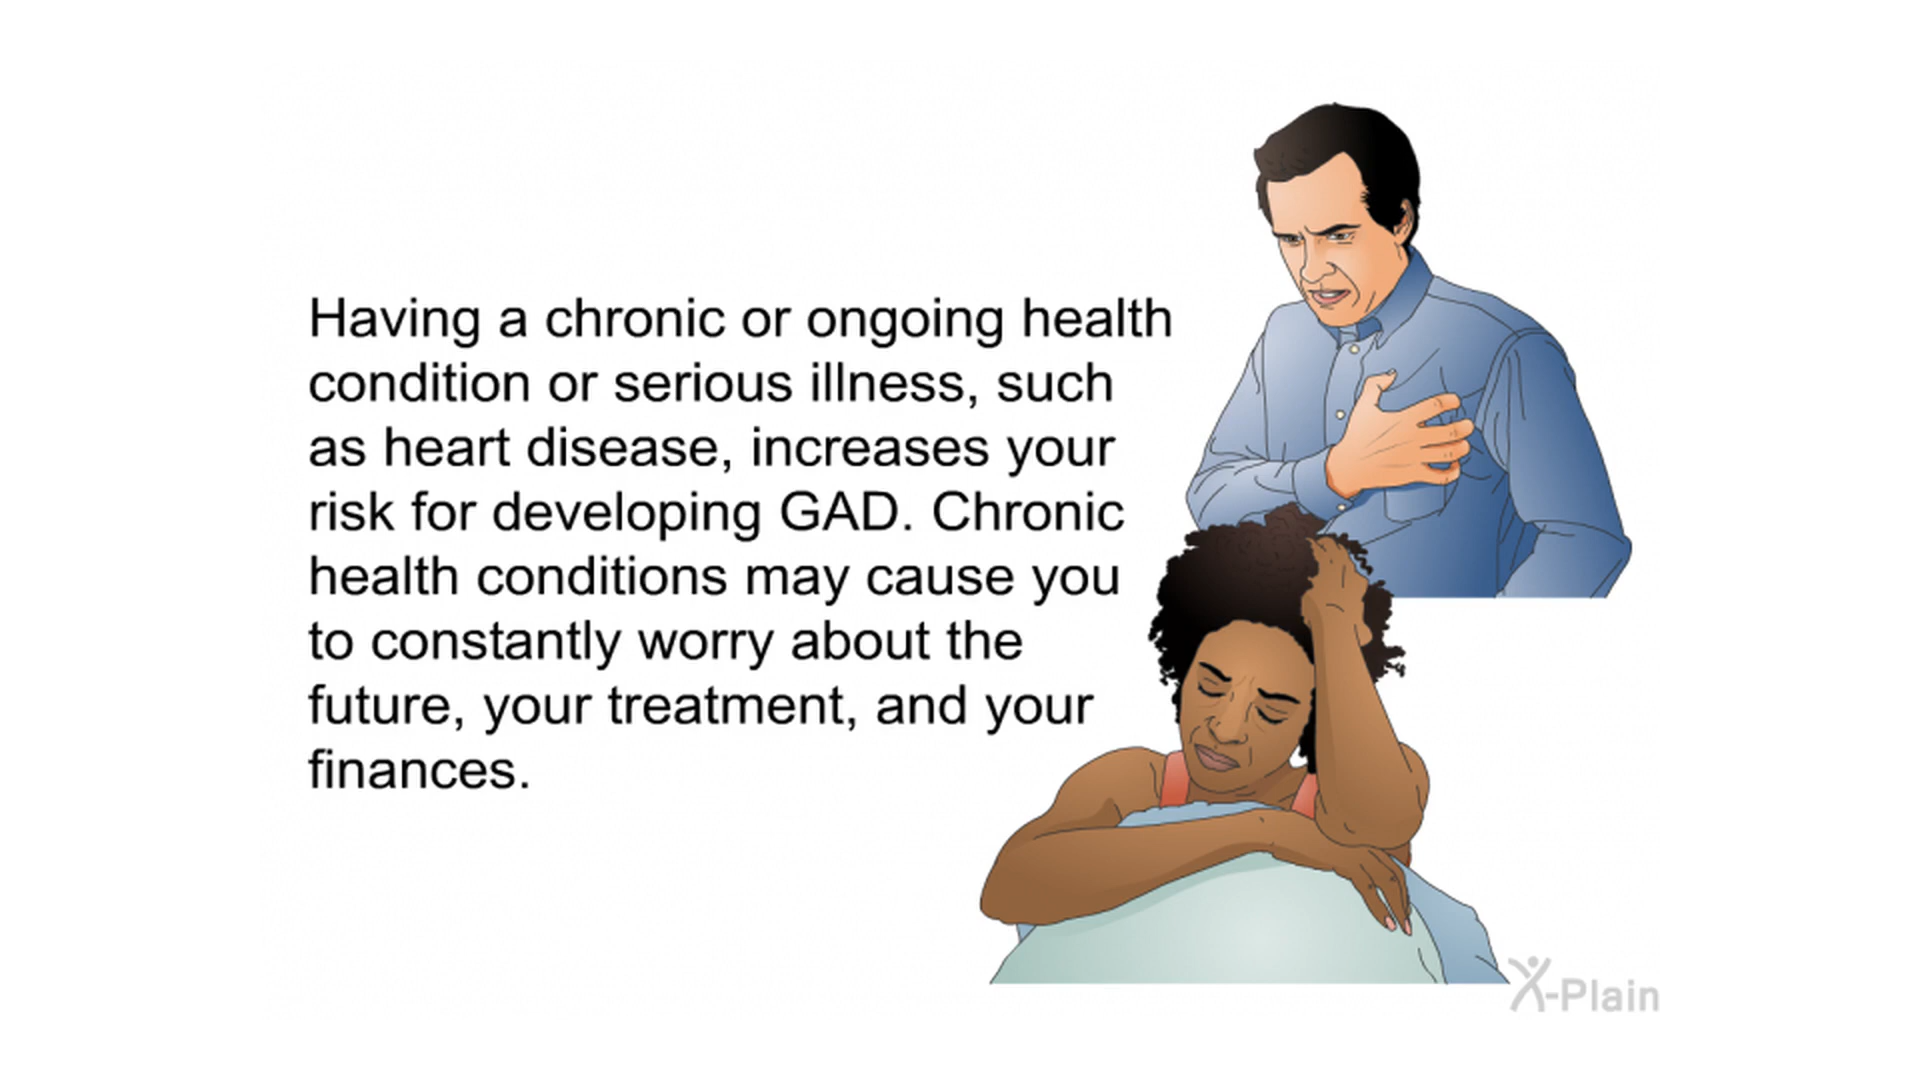 Having a chronic or ongoing health
condition or serious illness, such
as heart disease, increases your
risk for developing GAD. Chronic
health conditions may cause you
to constantly worry about the
future, your treatment, and your
finances.
X-Plain